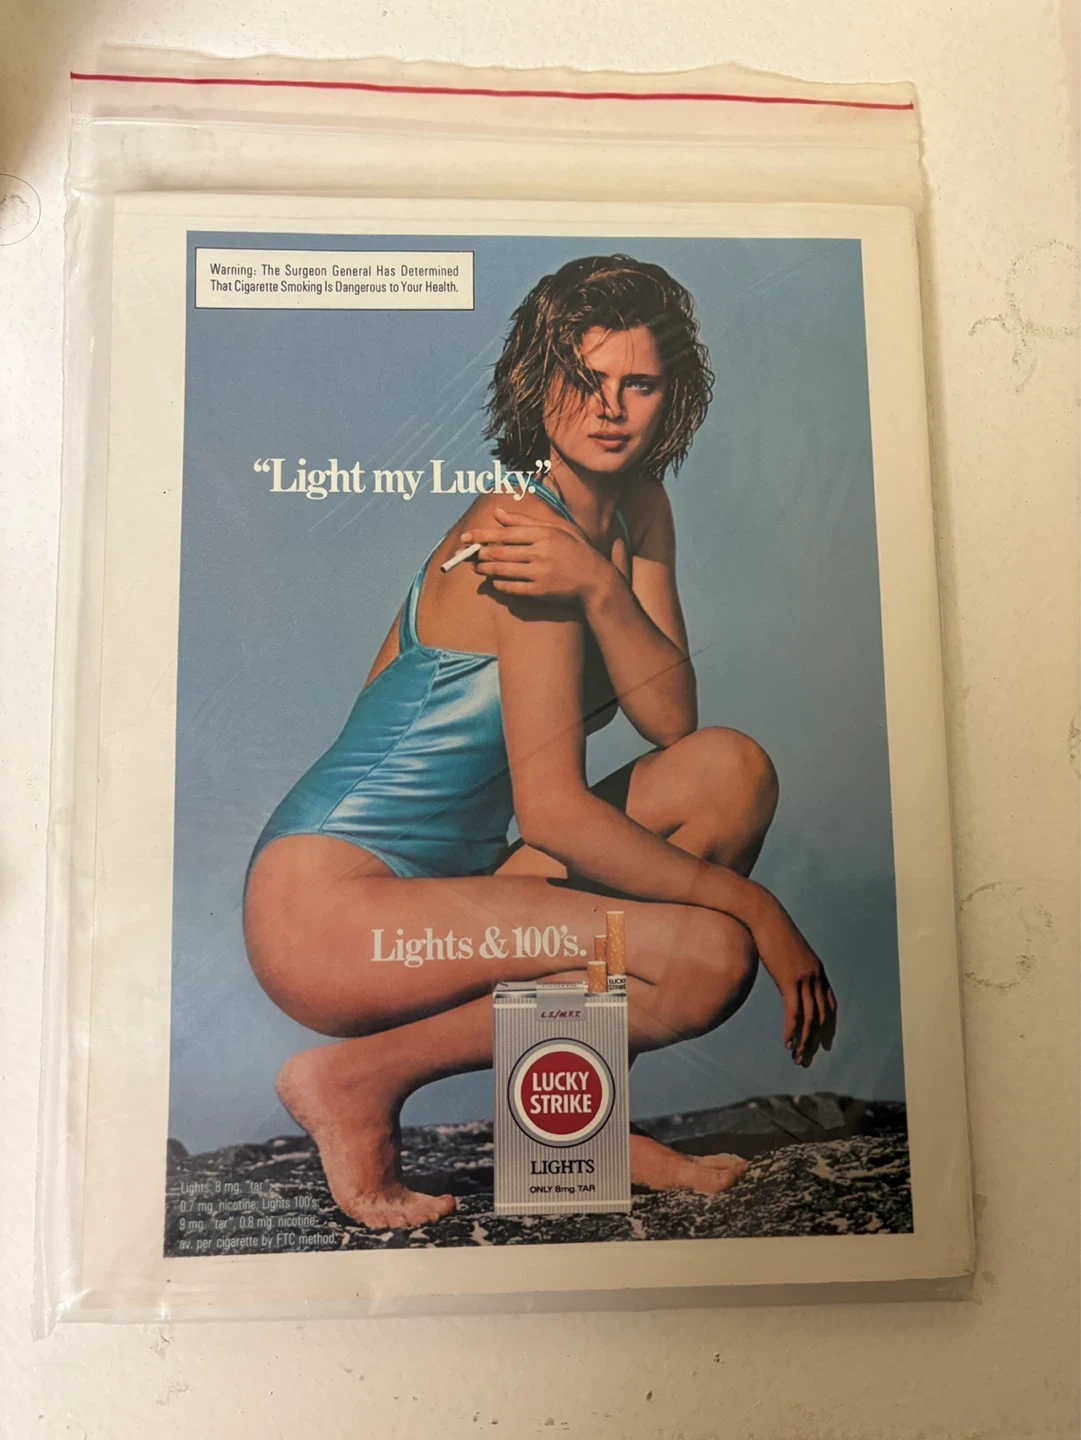 Warning: The Surgeon General Has Determined
That Cigarette Smoking Is Dangerous to Your Health.
“Light my Lucky.”
Lights & 100's.
LUCKY
STRIKE
L.S./M.F.T.
LUCKY
STRIKE
LIGHTS
ONLY 8mg. TAR
Lights: 8 mg. "tar",
0.7 mg. nicotine; Lights 100's:
9 mg. "tar", 0.8 mg. nicotine
av. per cigarette by FTC method.